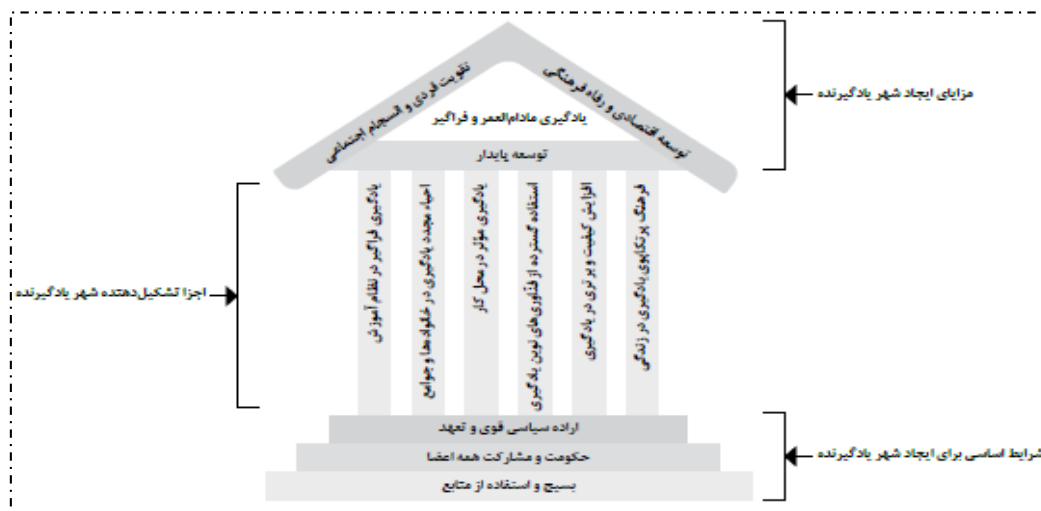 تقویت فردی و انسجام اجتماعی
توسعه اقتصادی و رفاه فرهنگی
مزایای ایجاد شهر یادگیرنده
یادگیری مادام‌العمر و فراگیر
توسعه پایدار
فرهنگ پرتکاپوی یادگیری در زندگی
افزایش کیفیت و برتری در یادگیری
استفاده گسترده از فنّاوری‌های نوین یادگیری
یادگیری مؤثر در محل کار
احیاء مجدد یادگیری در خانواده‌ها و جوامع
یادگیری فراگیر در نظام آموزش
اجزا تشکیل‌دهنده شهر یادگیرنده
اراده سیاسی قوی و تعهد
حکومت و مشارکت همه اعضا
شرایط اساسی برای ایجاد شهر یادگیرنده
بسیج و استفاده از منابع